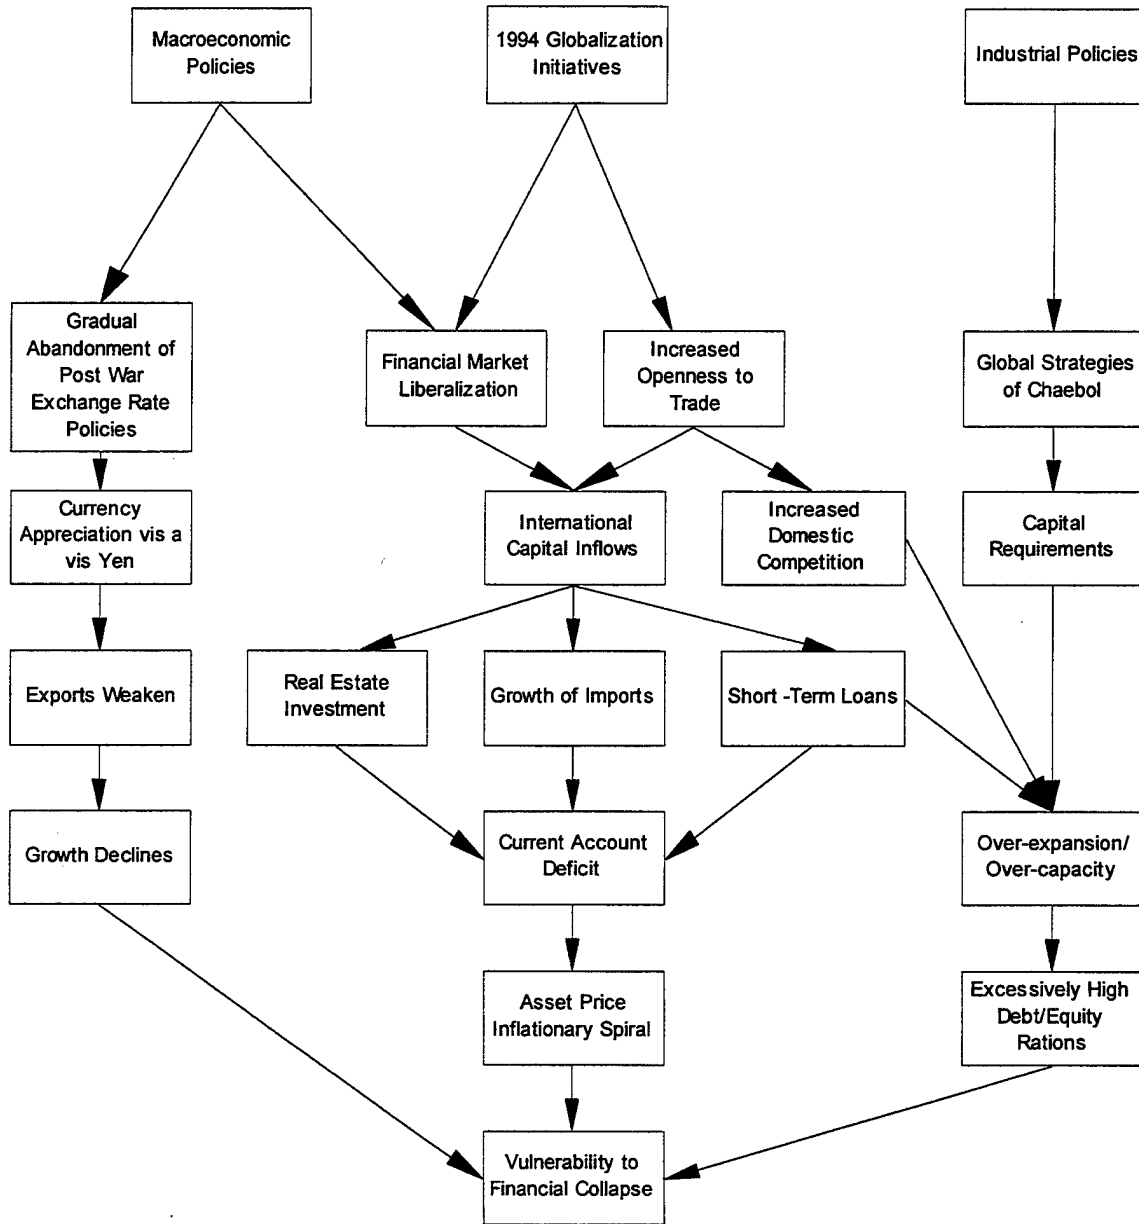 Macroeconomic
Policies
1994 Globalization
Initiatives
Industrial Policies
Gradual
Abandonment of
Post War
Exchange Rate
Policies
Financial Market
Liberalization
Increased
Openness to
Trade
Global Strategies
of Chaebol
Currency
Appreciation vis a
vis Yen
International
Capital Inflows
Increased
Domestic
Competition
Capital
Requirements
Exports Weaken
Real Estate
Investment
Growth of Imports
Short -Term Loans
Growth Declines
Current Account
Deficit
Over-expansion/
Over-capacity
Asset Price
Inflationary Spiral
Excessively High
Debt/Equity
Rations
Vulnerability to
Financial Collapse